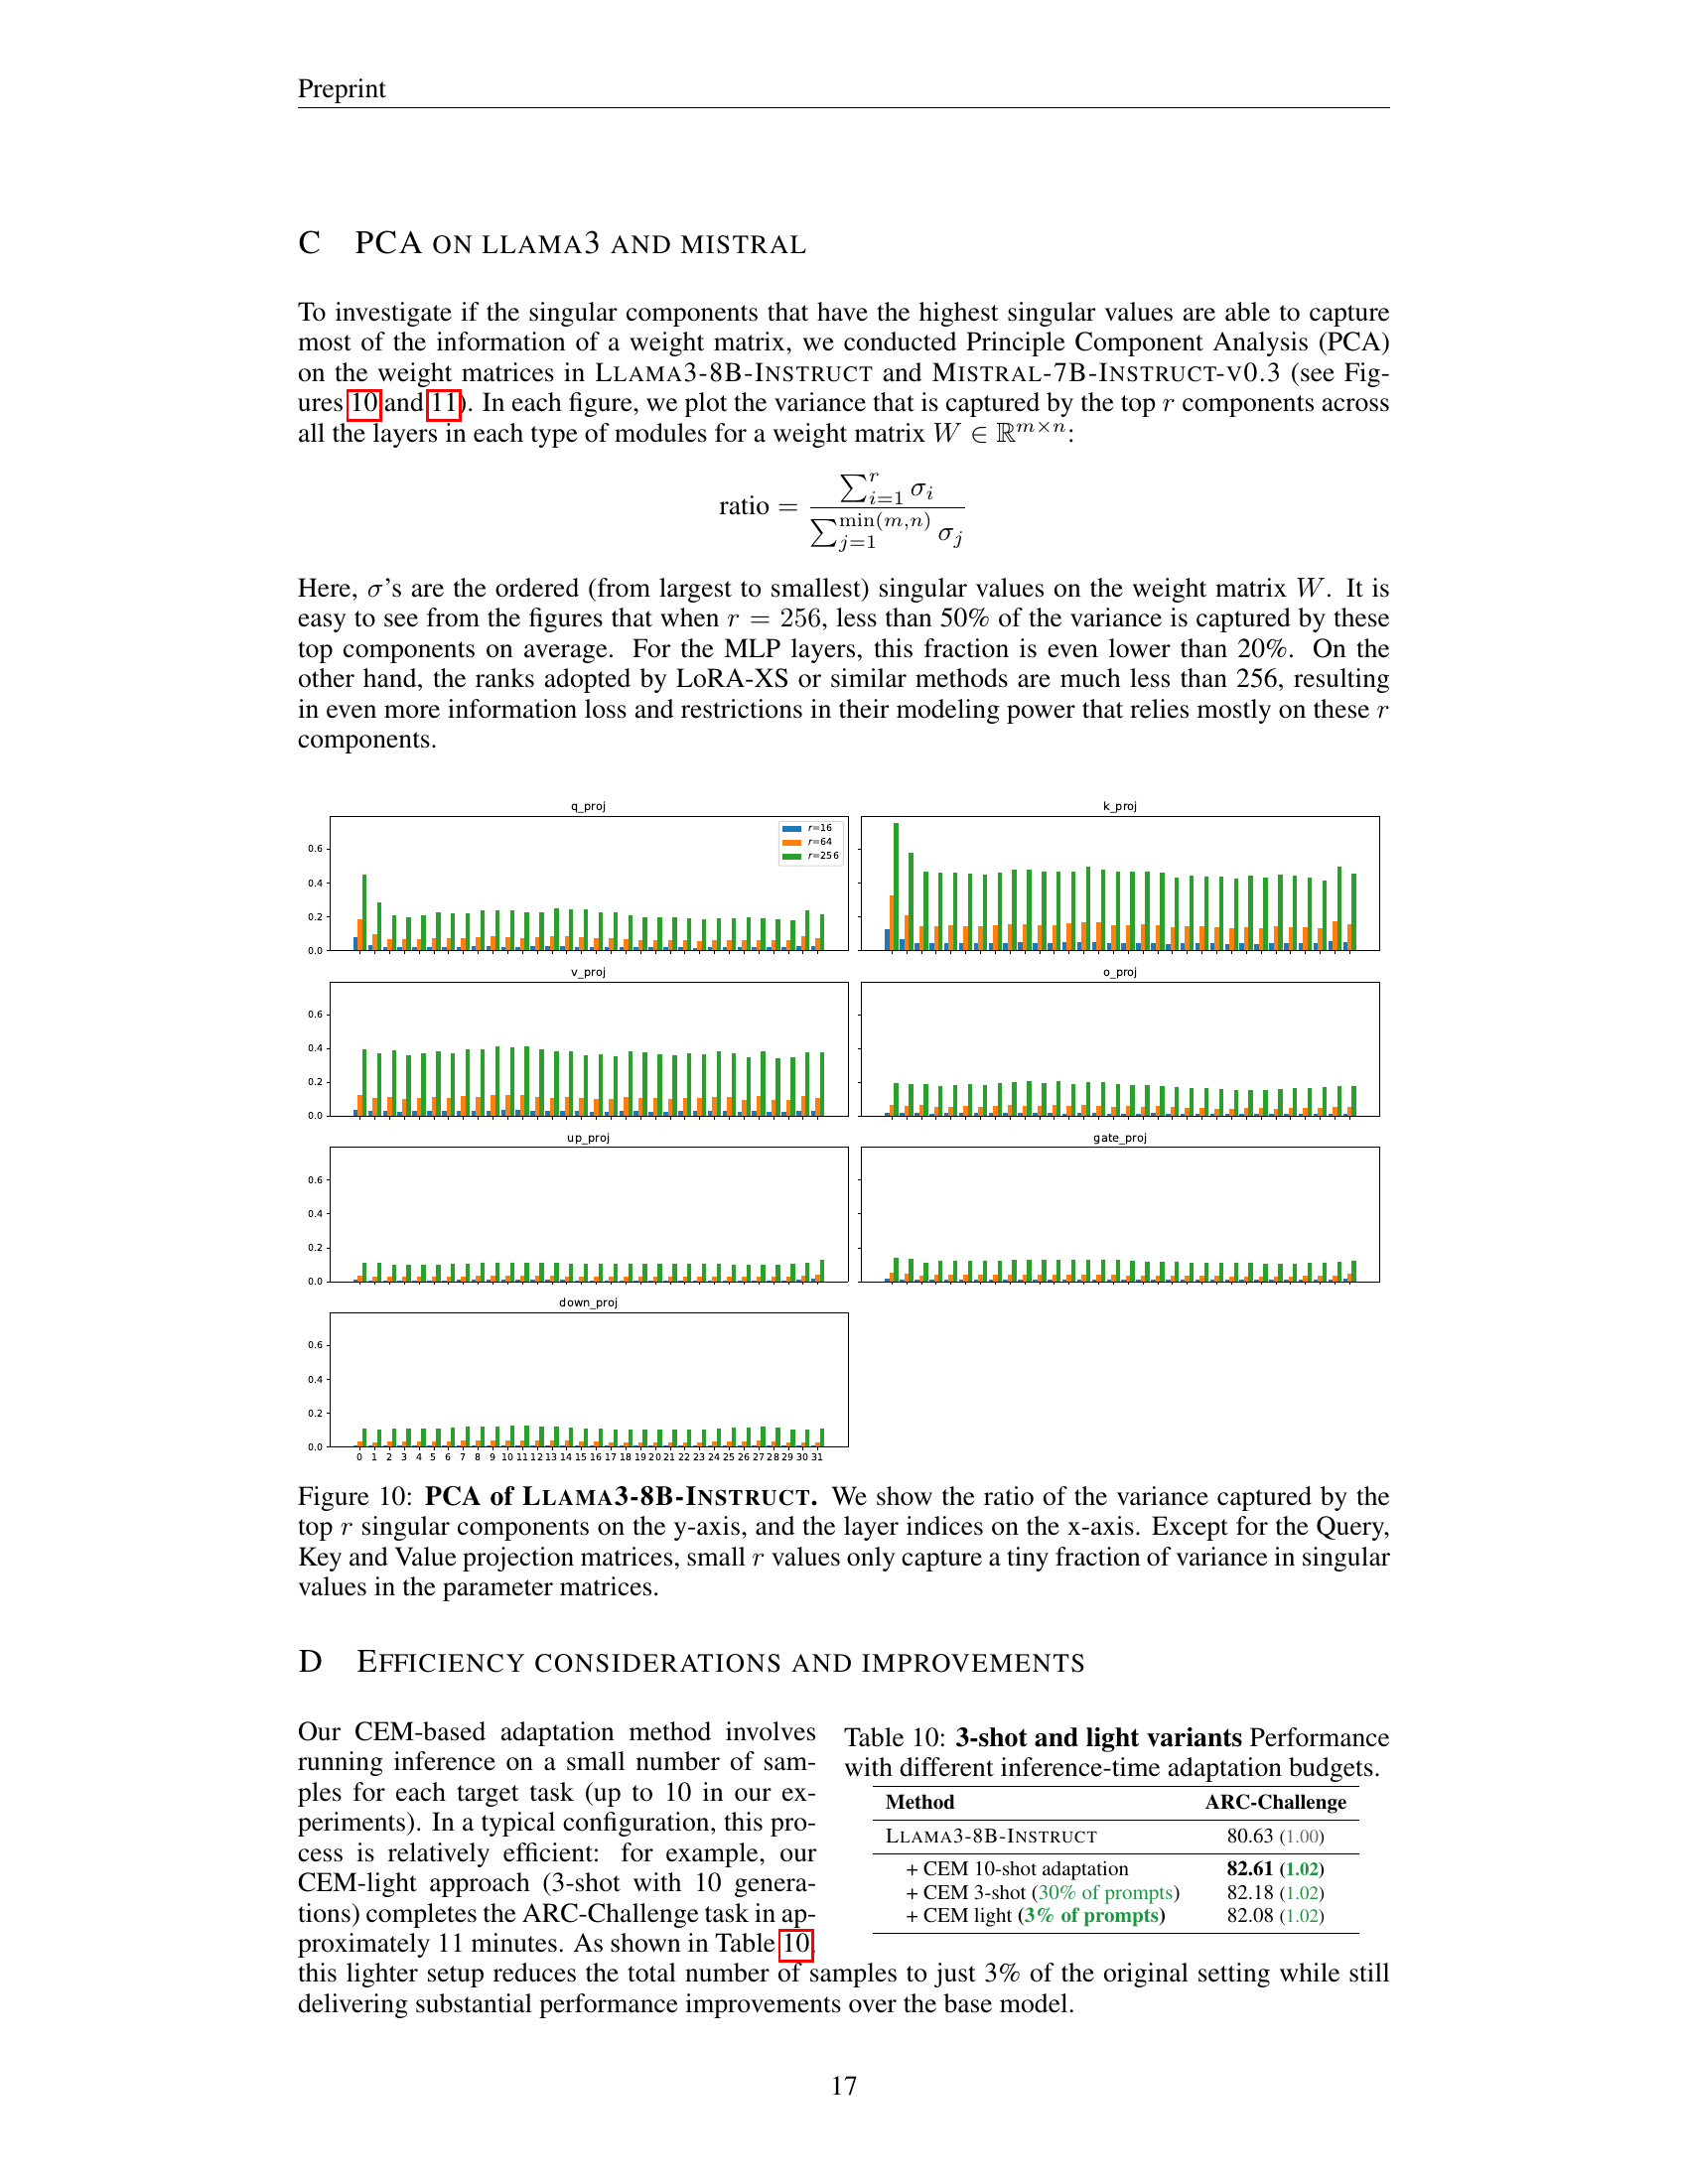 Preprint
C PCA ON LLAMA3 AND MISTRAL
To investigate if the singular components that have the highest singular values are able to capture
most of the information of a weight matrix, we conducted Principle Component Analysis (PCA)
on the weight matrices in LLAMA3-8B-INSTRUCT and MISTRAL-7B-INSTRUCT-V0.3 (see Fig-
ures 10 and 11). In each figure, we plot the variance that is captured by the top r components across
all the layers in each type of modules for a weight matrix W ∈ ℝ^{m×n}:
ratio = \frac{\sum_{i=1}^{r} σ_i}{\sum_{j=1}^{min(m,n)} σ_j}
Here, σ's are the ordered (from largest to smallest) singular values on the weight matrix W. It is
easy to see from the figures that when r = 256, less than 50% of the variance is captured by these
top components on average. For the MLP layers, this fraction is even lower than 20%. On the
other hand, the ranks adopted by LoRA-XS or similar methods are much less than 256, resulting
in even more information loss and restrictions in their modeling power that relies mostly on these r
components.
q_proj
k_proj
r=16
r=64
r=256
0.6
0.4
0.2
0.0
v_proj
o_proj
0.6
0.4
0.2
0.0
up_proj
gate_proj
0.6
0.4
0.2
0.0
down_proj
0.6
0.4
0.2
0.0
0 1 2 3 4 5 6 7 8 9 10 11 12 13 14 15 16 17 18 19 20 21 22 23 24 25 26 27 28 29 30 31
Figure 10: PCA of LLAMA3-8B-INSTRUCT. We show the ratio of the variance captured by the
top r singular components on the y-axis, and the layer indices on the x-axis. Except for the Query,
Key and Value projection matrices, small r values only capture a tiny fraction of variance in singular
values in the parameter matrices.
D EFFICIENCY CONSIDERATIONS AND IMPROVEMENTS
Our CEM-based adaptation method involves
running inference on a small number of sam-
ples for each target task (up to 10 in our ex-
periments). In a typical configuration, this pro-
cess is relatively efficient: for example, our
CEM-light approach (3-shot with 10 genera-
tions) completes the ARC-Challenge task in ap-
proximately 11 minutes. As shown in Table 10,
this lighter setup reduces the total number of samples to just 3% of the original setting while still
delivering substantial performance improvements over the base model.
Table 10: 3-shot and light variants Performance
with different inference-time adaptation budgets.
Method ARC-Challenge
LLAMA3-8B-INSTRUCT 80.63 (1.00)
+ CEM 10-shot adaptation 82.61 (1.02)
+ CEM 3-shot (30% of prompts) 82.18 (1.02)
+ CEM light (3% of prompts) 82.08 (1.02)
17